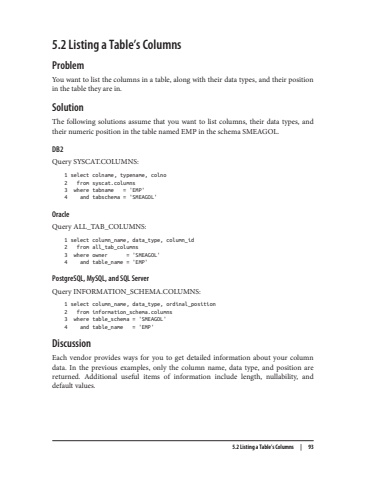 5.2 Listing a Table's Columns
Problem
You want to list the columns in a table, along with their data types, and their position
in the table they are in.
Solution
The following solutions assume that you want to list columns, their data types, and
their numeric position in the table named EMP in the schema SMEAGOL.
DB2
Query SYSCAT.COLUMNS:
1 select colname, typename, colno
2   from syscat.columns
3  where tabname   = 'EMP'
4    and tabschema = 'SMEAGOL'
Oracle
Query ALL_TAB_COLUMNS:
1 select column_name, data_type, column_id
2   from all_tab_columns
3  where owner      = 'SMEAGOL'
4    and table_name = 'EMP'
PostgreSQL, MySQL, and SQL Server
Query INFORMATION_SCHEMA.COLUMNS:
1 select column_name, data_type, ordinal_position
2   from information_schema.columns
3  where table_schema = 'SMEAGOL'
4    and table_name   = 'EMP'
Discussion
Each vendor provides ways for you to get detailed information about your column
data. In the previous examples, only the column name, data type, and position are
returned. Additional useful items of information include length, nullability, and
default values.
5.2 Listing a Table's Columns | 93